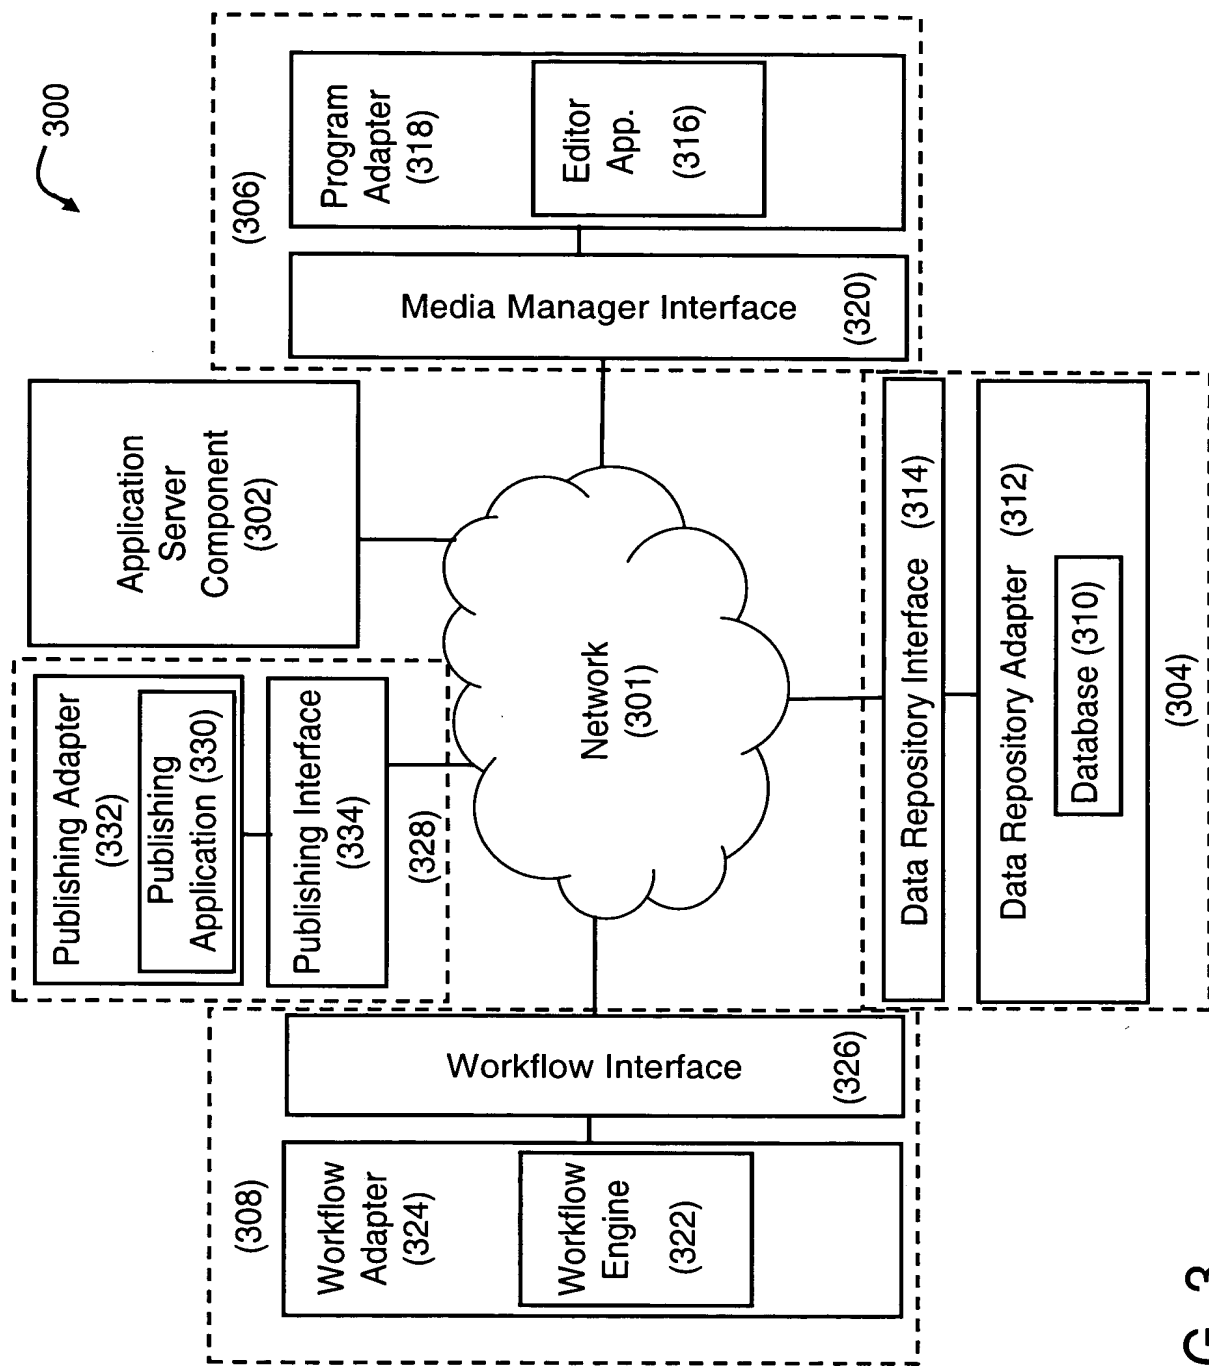 300
(306)
Program
Adapter
(318)
Editor
App.
(316)
Media Manager Interface
(320)
Application
Server
Component
(302)
Publishing Adapter
(332)
Publishing
Application (330)
Publishing Interface
(334)
(328)
Network
(301)
Data Repository Interface (314)
Data Repository Adapter (312)
Database (310)
(304)
(308)
Workflow
Adapter
(324)
Workflow
Engine
(322)
Workflow Interface
(326)